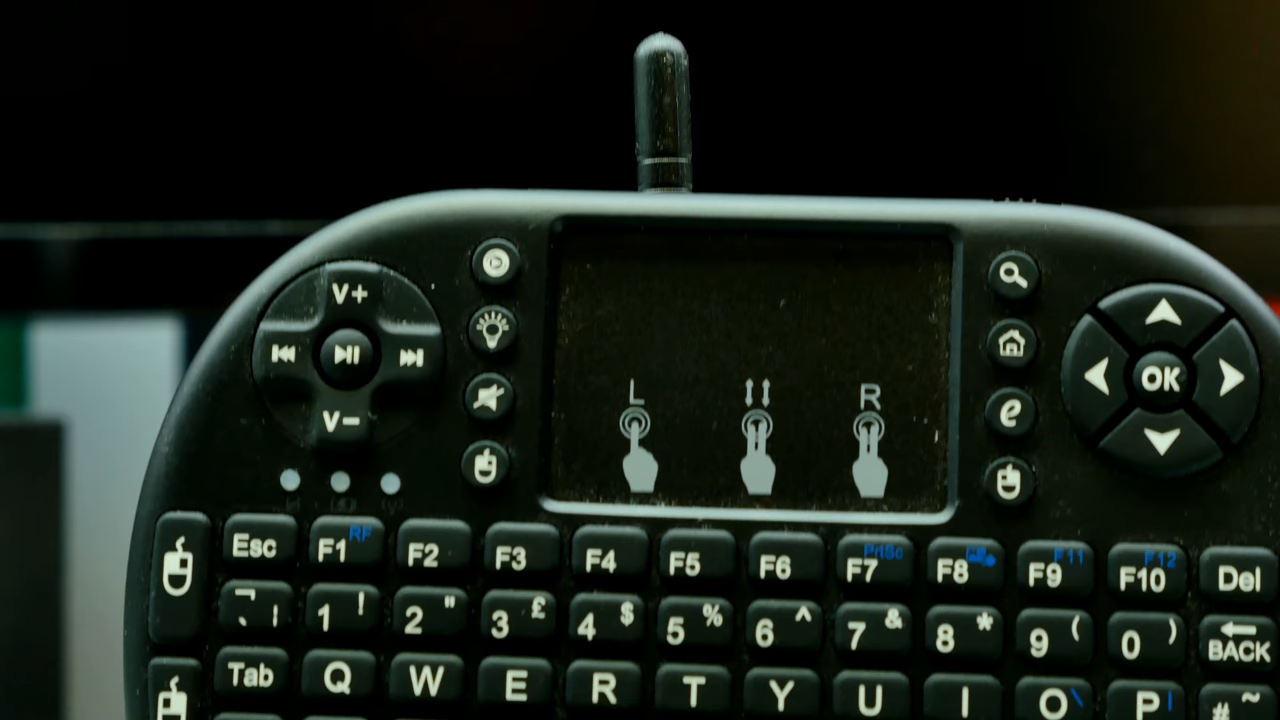 V+
V−
L
R
OK
Esc F1 RF F2 F3 F4 F5 F6 F7 PrtSc F8 F9 F11 F10 F12 Del
¬ ` | 1 ! 2 " 3 £ 4 $ 5 % 6 ^ 7 & 8 * 9 ( 0 ) BACK
Tab Q W E R T Y U I O \ P | # ~